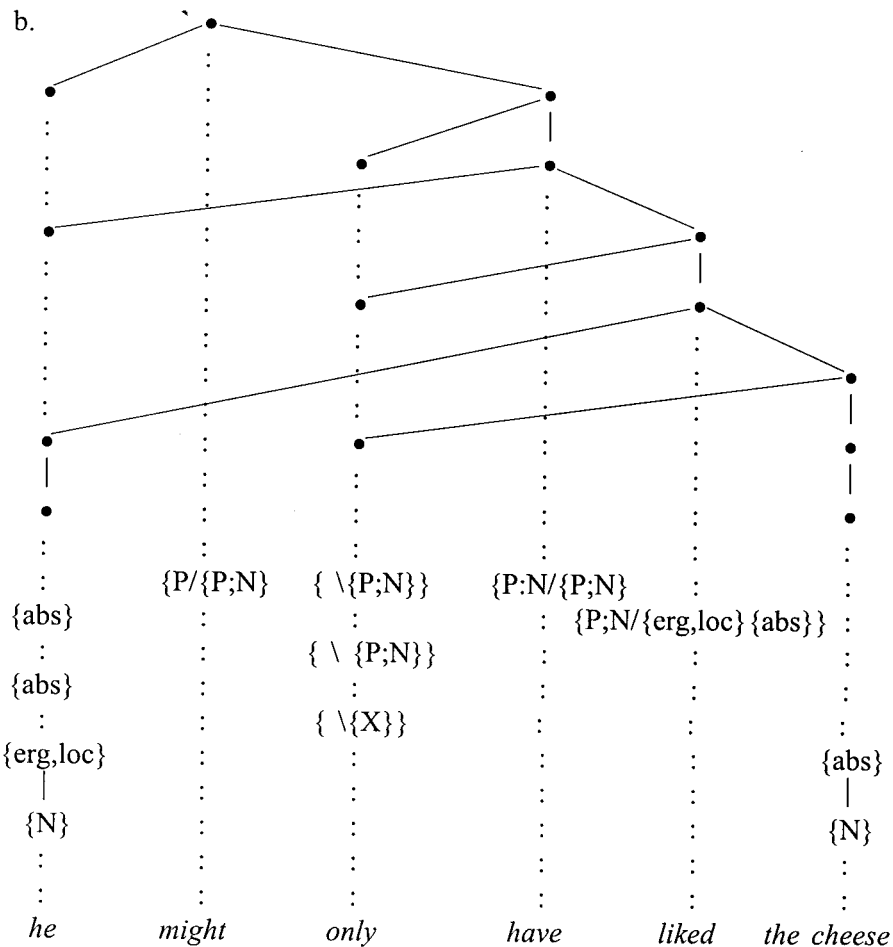 b.
{P/{P;N} { \{P;N}} {P:N/{P;N}
{abs} {P;N/{erg,loc}{abs}}
{ \ {P;N}}
{abs}
{ \{X}}
{erg,loc} {abs}
{N} {N}
he might only have liked the cheese